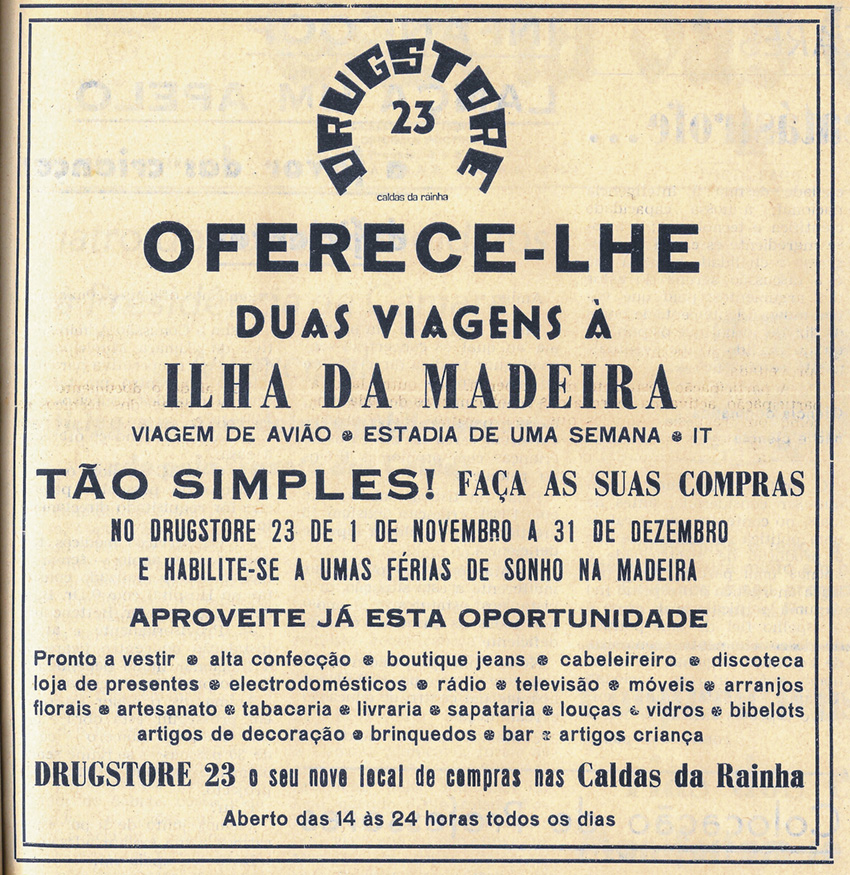 DRUGSTORE
23
caldas da rainha
OFERECE-LHE
DUAS VIAGENS À
ILHA DA MADEIRA
VIAGEM DE AVIÃO * ESTADIA DE UMA SEMANA * IT
TÃO SIMPLES! FAÇA AS SUAS COMPRAS
NO DRUGSTORE 23 DE 1 DE NOVEMBRO A 31 DE DEZEMBRO
E HABILITE-SE A UMAS FÉRIAS DE SONHO NA MADEIRA
APROVEITE JÁ ESTA OPORTUNIDADE
Pronto a vestir * alta confecção * boutique jeans * cabeleireiro * discoteca
loja de presentes * electrodomésticos * rádio * televisão * móveis * arranjos
florais * artesanato * tabacaria * livraria * sapataria * louças * vidros * bibelots
artigos de decoração * brinquedos * bar * artigos criança
DRUGSTORE 23 o seu novo local de compras nas Caldas da Rainha
Aberto das 14 às 24 horas todos os dias